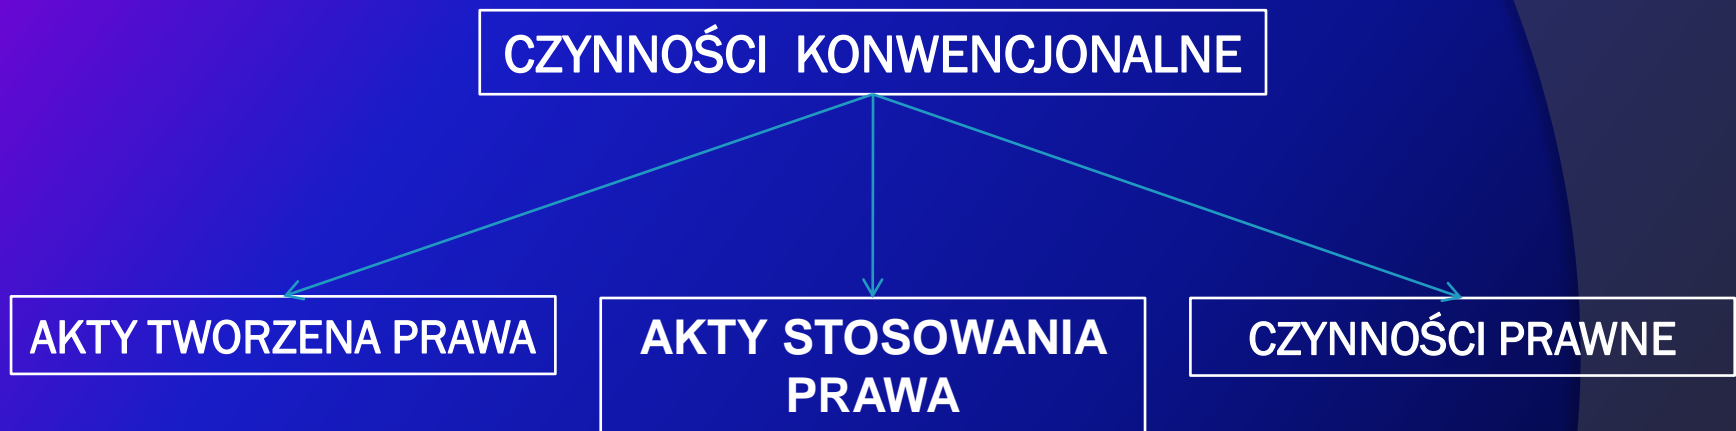 CZYNNOŚCI KONWENCJONALNE
AKTY TWORZENA PRAWA
AKTY STOSOWANIA
PRAWA
CZYNNOŚCI PRAWNE